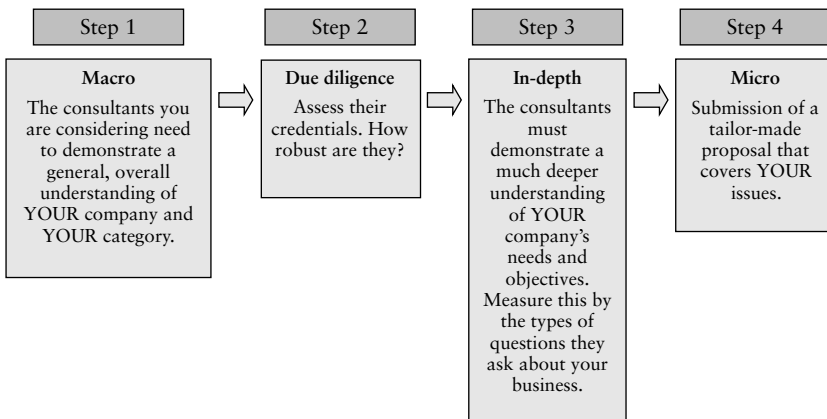 Step 1
Macro
The consultants you
are considering need
to demonstrate a
general, overall
understanding of
YOUR company and
YOUR category.
Step 2
Due diligence
Assess their
credentials. How
robust are they?
Step 3
In-depth
The consultants
must
demonstrate a
much deeper
understanding
of YOUR
company’s
needs and
objectives.
Measure this by
the types of
questions they
ask about your
business.
Step 4
Micro
Submission of a
tailor-made
proposal that
covers YOUR
issues.